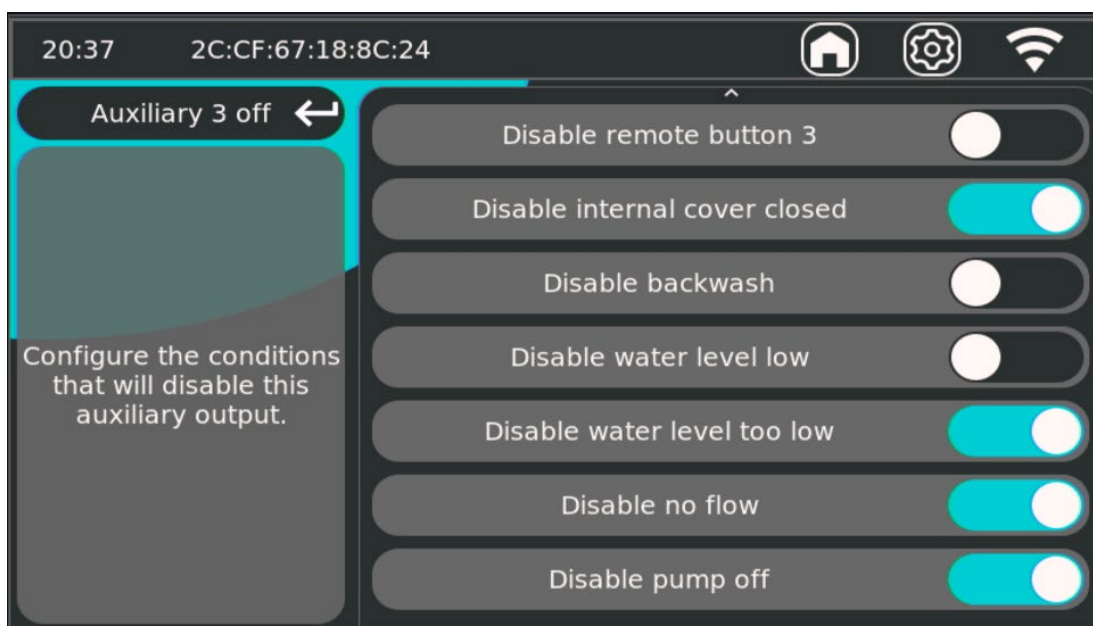 20:37 2C:CF:67:18:8C:24
Auxiliary 3 off
Configure the conditions
that will disable this
auxiliary output.
Disable remote button 3
Disable internal cover closed
Disable backwash
Disable water level low
Disable water level too low
Disable no flow
Disable pump off